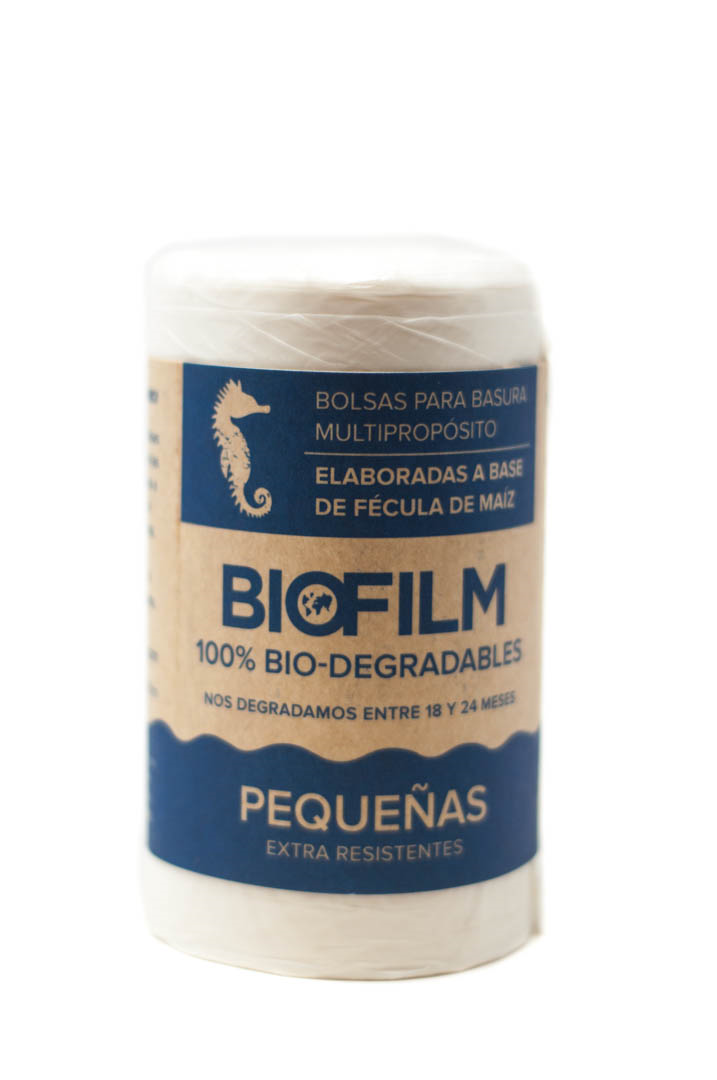 BOLSAS PARA BASURA
MULTIPROPÓSITO
ELABORADAS A BASE
DE FÉCULA DE MAÍZ
BIOFILM
100% BIO-DEGRADABLES
NOS DEGRADAMOS ENTRE 18 Y 24 MESES
PEQUEÑAS
EXTRA RESISTENTES